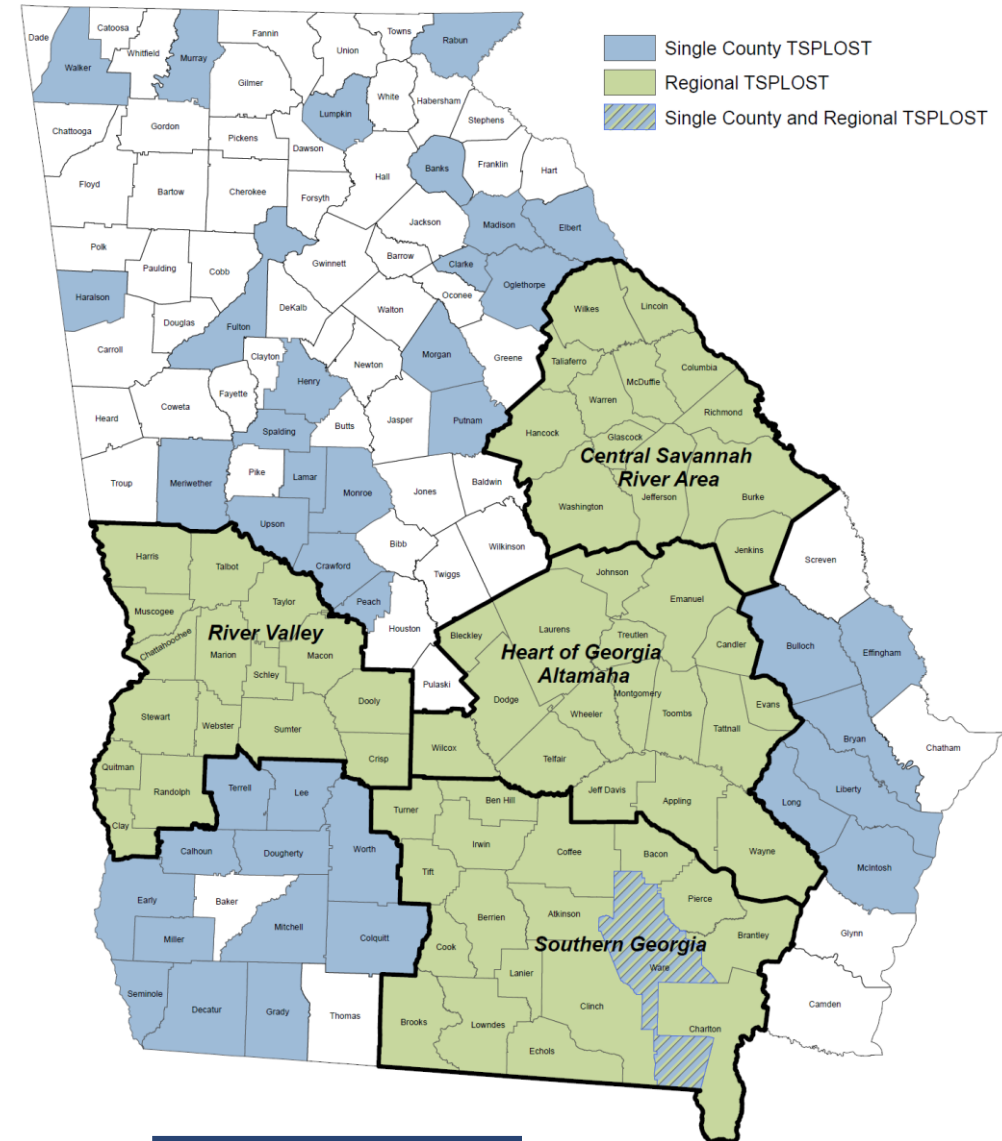 Single County TSPLOST
Regional TSPLOST
Single County and Regional TSPLOST
Dade
Catoosa
Whitfield
Walker
Murray
Fannin
Union
Towns
Rabun
Gilmer
White
Habersham
Lumpkin
Stephens
Chattooga
Gordon
Pickens
Dawson
Banks
Franklin
Hart
Hall
Floyd
Bartow
Cherokee
Forsyth
Jackson
Madison
Elbert
Polk
Paulding
Cobb
Gwinnett
Barrow
Clarke
Oconee
Oglethorpe
Haralson
Douglas
Fulton
DeKalb
Walton
Wilkes
Lincoln
Carroll
Clayton
Newton
Morgan
Greene
Taliaferro
Columbia
McDuffie
Henry
Fayette
Coweta
Heard
Butts
Jasper
Putnam
Warren
Richmond
Hancock
Glascock
Spalding
Central Savannah
River Area
Troup
Meriwether
Pike
Lamar
Monroe
Jones
Baldwin
Washington
Jefferson
Burke
Upson
Bibb
Wilkinson
Jenkins
Screven
Harris
Talbot
Crawford
Twiggs
Johnson
Emanuel
Muscogee
Taylor
Peach
Houston
Bleckley
Laurens
Treutlen
Candler
Bulloch
Effingham
River Valley
Chattahoochee
Marion
Macon
Schley
Pulaski
Heart of Georgia
Altamaha
Dodge
Montgomery
Wheeler
Toombs
Tattnall
Evans
Bryan
Chatham
Stewart
Webster
Sumter
Dooly
Crisp
Wilcox
Telfair
Liberty
Long
Quitman
Randolph
Clay
Terrell
Lee
Turner
Ben Hill
Jeff Davis
Appling
Wayne
McIntosh
Calhoun
Dougherty
Worth
Irwin
Coffee
Bacon
Tift
Pierce
Early
Baker
Mitchell
Colquitt
Berrien
Atkinson
Brantley
Glynn
Miller
Cook
Southern Georgia
Ware
Lanier
Seminole
Decatur
Grady
Thomas
Brooks
Lowndes
Clinch
Echols
Charlton
Camden